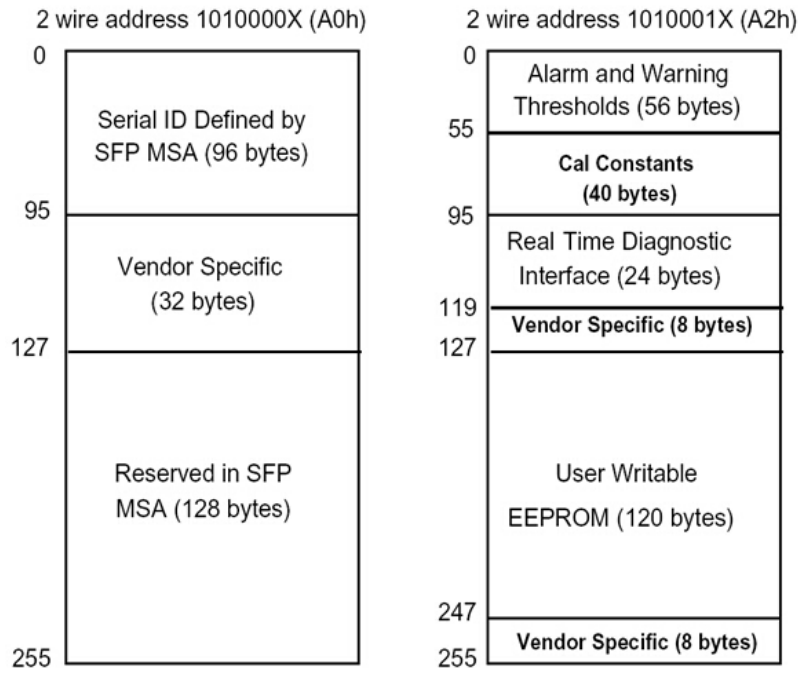 2 wire address 1010000X (A0h)
0
Serial ID Defined by
SFP MSA (96 bytes)
95
Vendor Specific
(32 bytes)
127
Reserved in SFP
MSA (128 bytes)
255
2 wire address 1010001X (A2h)
0
Alarm and Warning
Thresholds (56 bytes)
55
Cal Constants
(40 bytes)
95
Real Time Diagnostic
Interface (24 bytes)
119
Vendor Specific (8 bytes)
127
User Writable
EEPROM (120 bytes)
247
Vendor Specific (8 bytes)
255